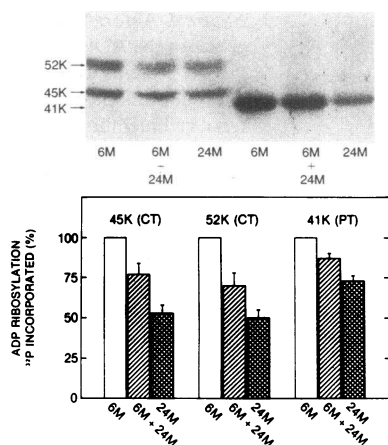 52K→
45K→
41K→
6M 6M 24M 6M 6M 24M
− +
24M 24M
45K (CT) 52K (CT) 41K (PT)
ADP RIBOSYLATION
³²P INCORPORATED (%)
100
75
50
25
0
6M 6M + 24M 24M 6M 6M + 24M 24M 6M 6M + 24M 24M